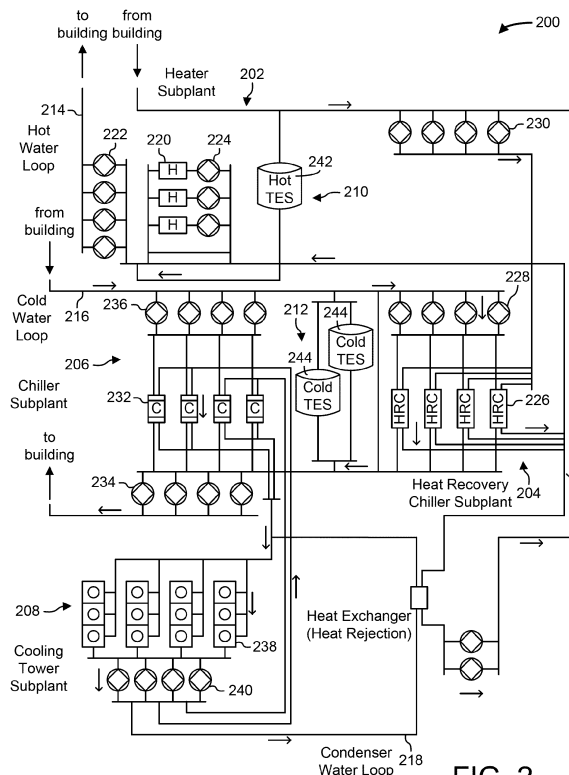 to
building
from
building
200
Heater
Subplant
202
214
Hot
Water
Loop
222
220
224
230
H
H
H
Hot
TES
242
210
from
building
Cold
Water
Loop
216
236
212
244
244
228
Cold
TES
Cold
TES
206
Chiller
Subplant
232
C
C
C
C
HRC
HRC
HRC
HRC
226
to
building
234
Heat Recovery
Chiller Subplant
204
208
Cooling
Tower
Subplant
238
240
Heat Exchanger
(Heat Rejection)
Condenser
Water Loop
218